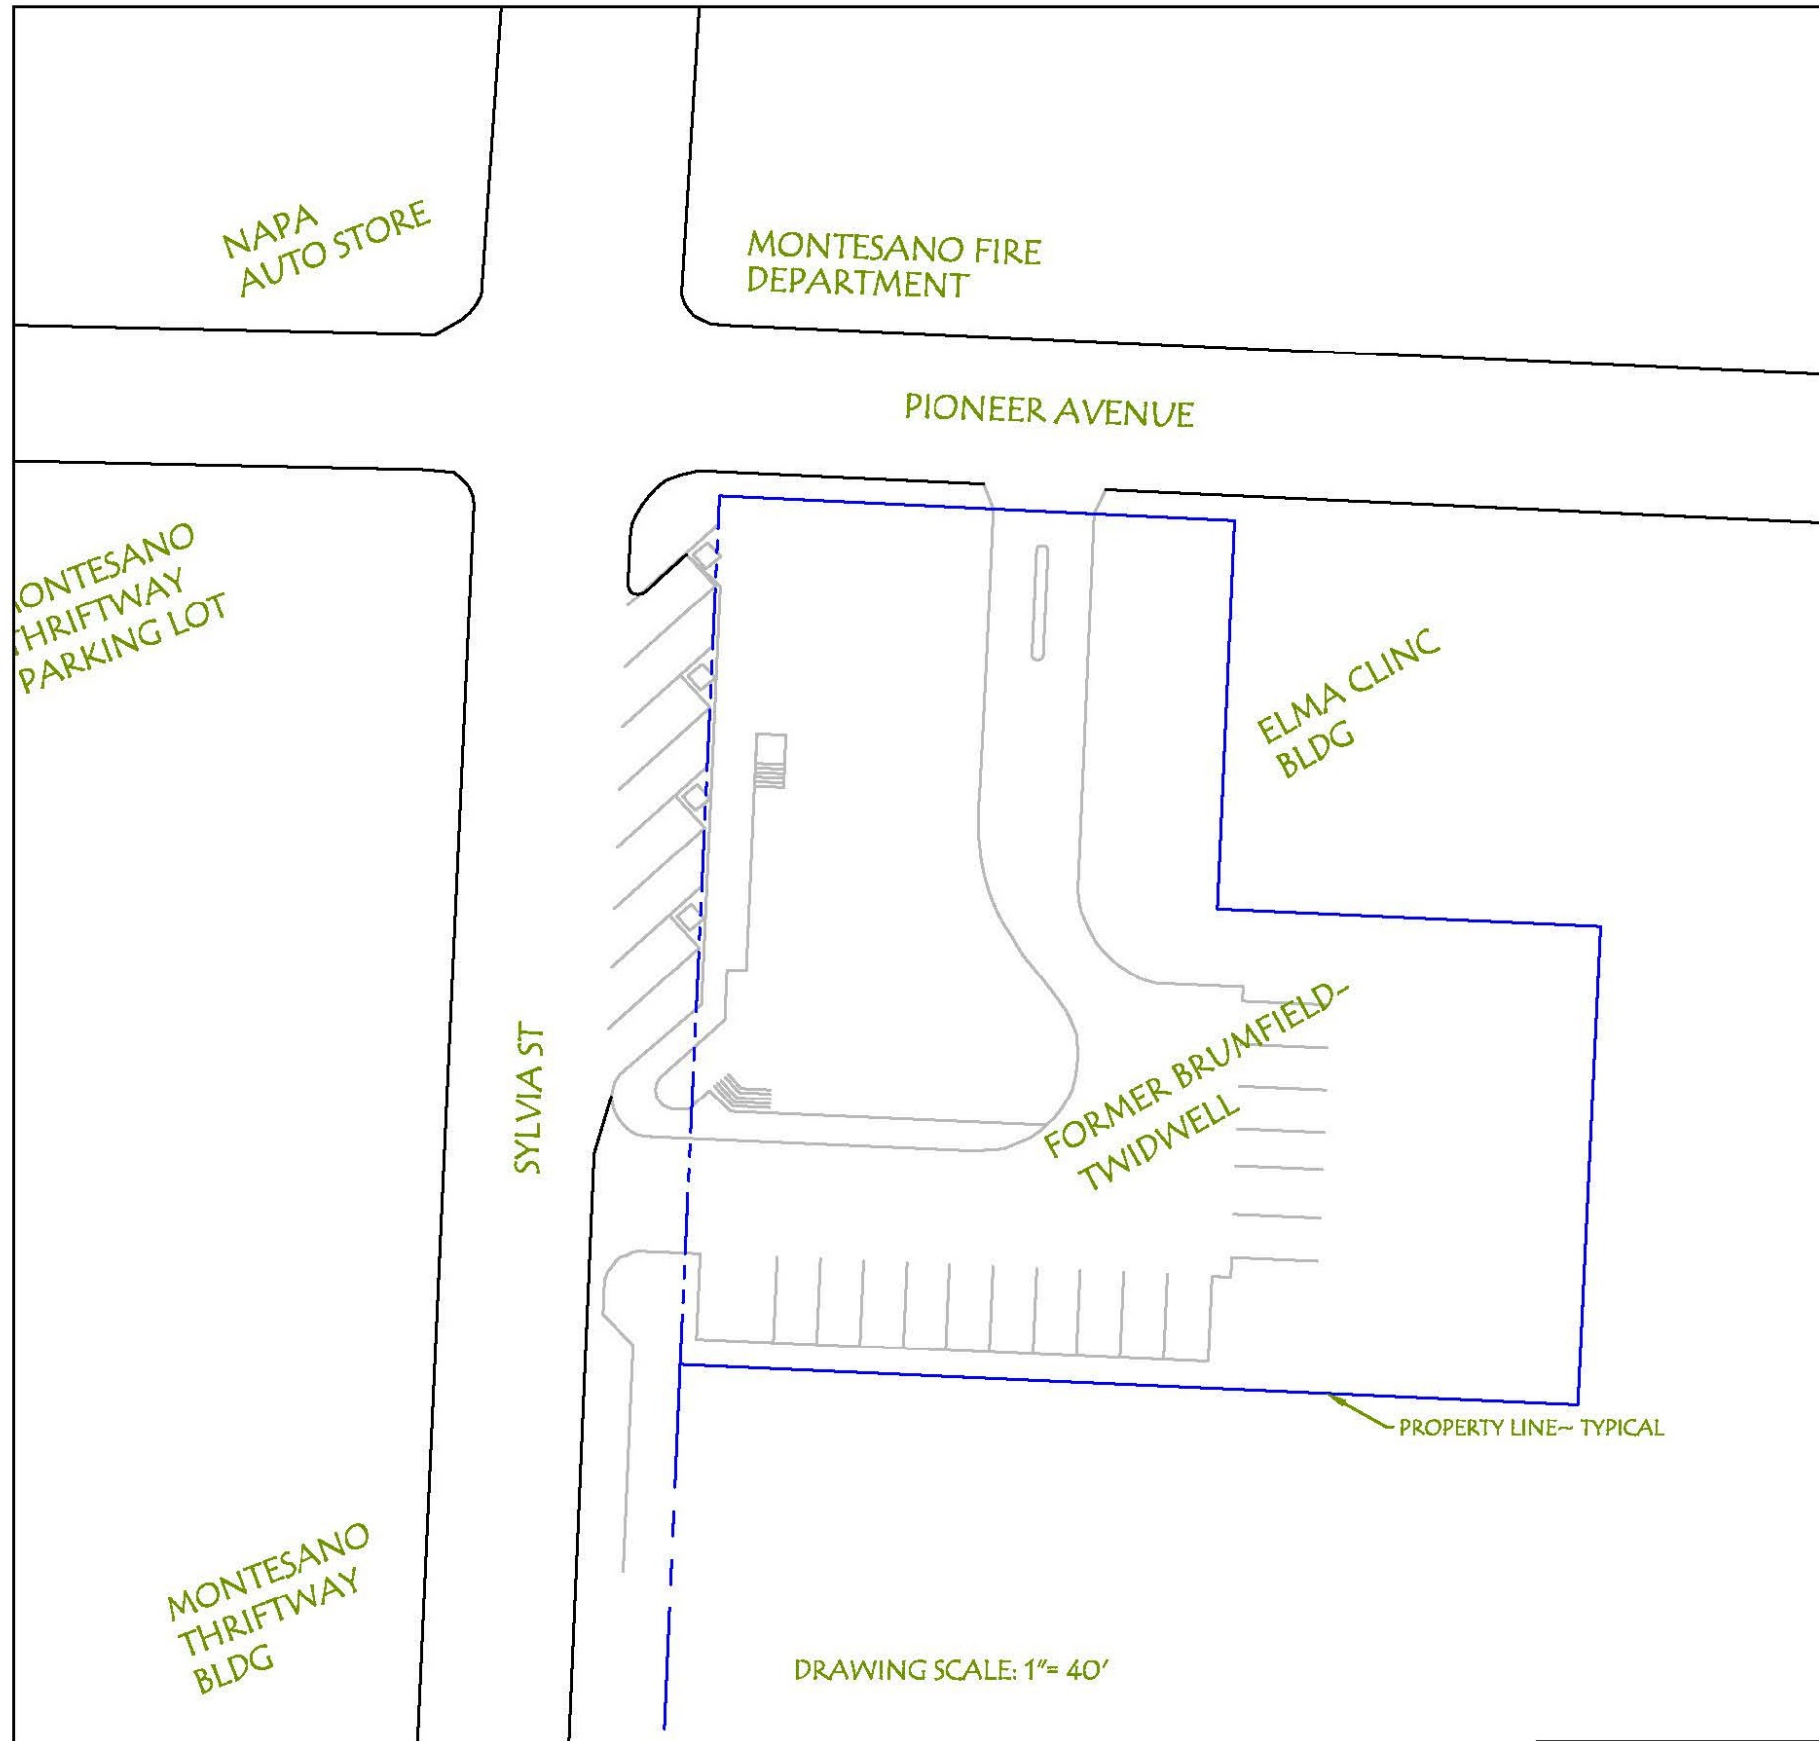 NAPA
AUTO STORE
MONTESANO FIRE
DEPARTMENT
PIONEER AVENUE
ONTESANO
THRIFTWAY
PARKING LOT
ELMA CLINC
BLDG
SYLVIA ST
FORMER BRUMFIELD~
TWIDWELL
PROPERTY LINE~ TYPICAL
MONTESANO
THRIFTWAY
BLDG
DRAWING SCALE: 1"= 40'